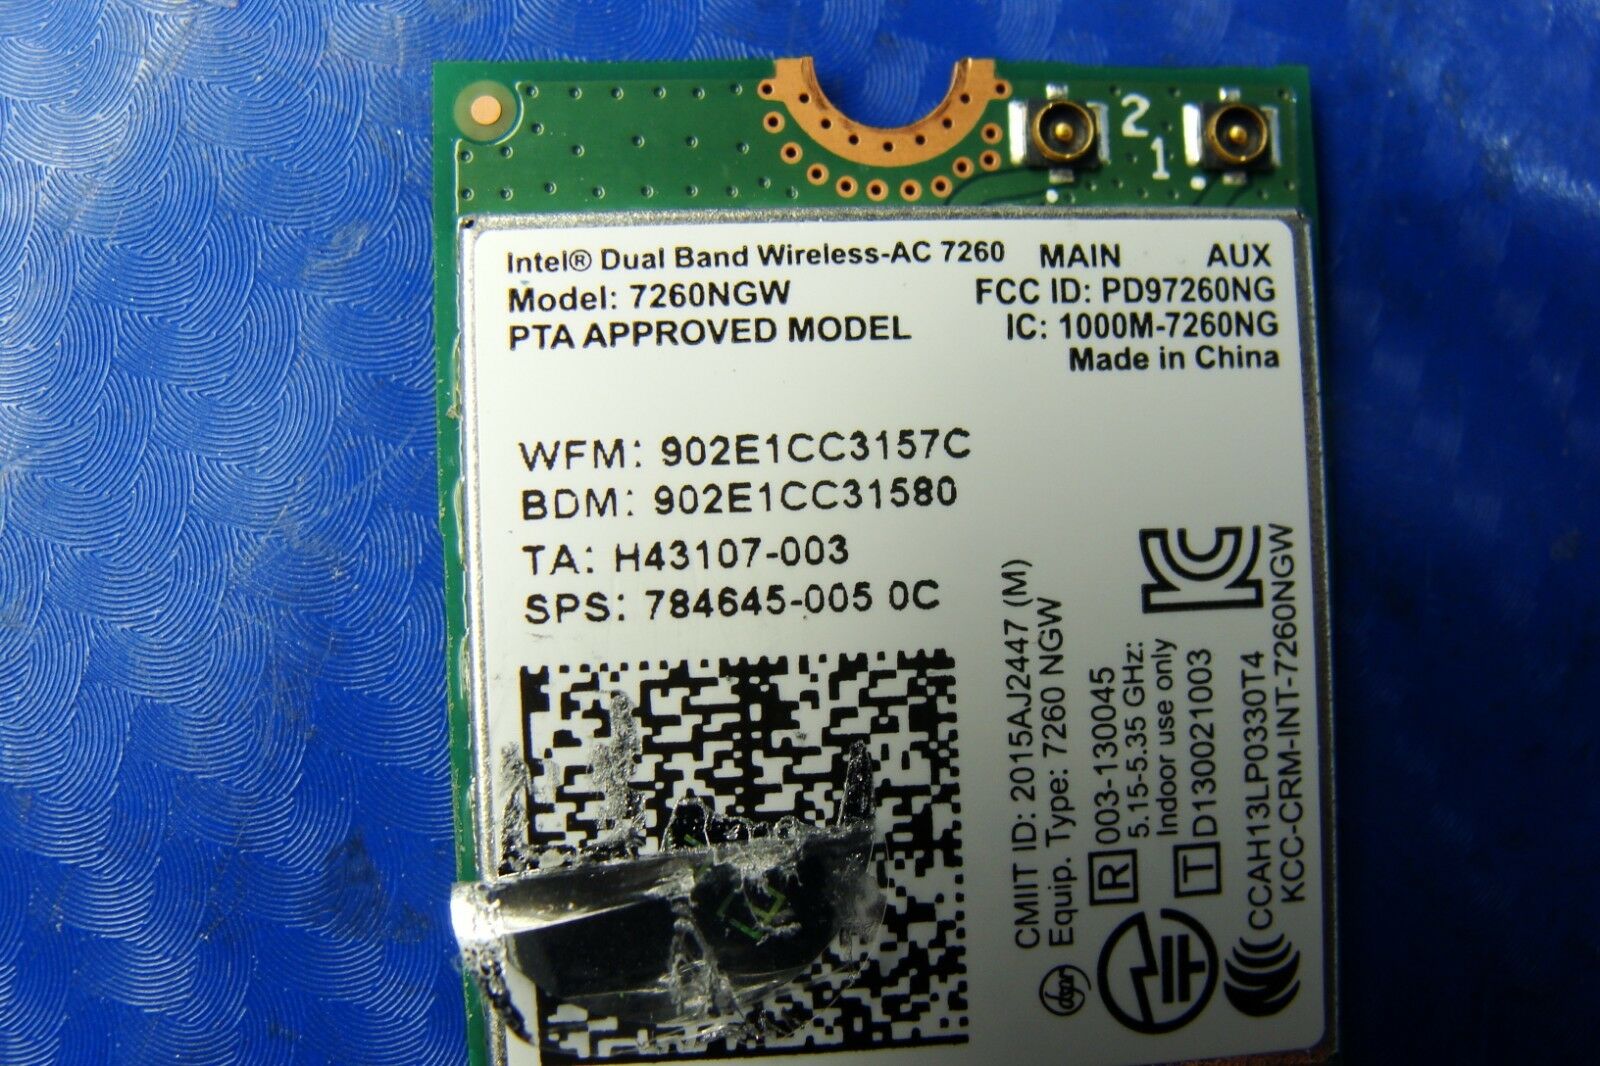 2
1
Intel® Dual Band Wireless-AC 7260 MAIN AUX
Model: 7260NGW FCC ID: PD97260NG
PTA APPROVED MODEL IC: 1000M-7260NG
Made in China
WFM: 902E1CC3157C
BDM: 902E1CC31580
TA: H43107-003
SPS: 784645-005 0C
CMIIT ID: 2015AJ2447 (M)
Equip. Type: 7260 NGW
R 003-130045
5.15-5.35 GHz:
Indoor use only
T D130021003
CCAH13LP0330T4
KCC-CRM-INT-7260NGW